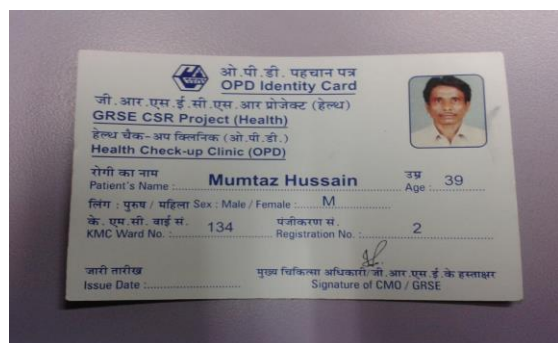 ओ.पी.डी. पहचान पत्र
OPD Identity Card
जी.आर.एस.ई.सी.एस.आर प्रोजेक्ट (हेल्थ)
GRSE CSR Project (Health)
हेल्थ चैक-अप क्लिनिक (ओ.पी.डी.)
Health Check-up Clinic (OPD)
रोगी का नाम उम्र
Patient's Name : Mumtaz Hussain Age : 39
लिंग : पुरुष / महिला Sex : Male / Female : M
के. एम.सी. वार्ड सं. पंजीकरण सं.
KMC Ward No. : 134 Registration No. : 2
जारी तारीख मुख्य चिकित्सा अधिकारी/जी.आर.एस.ई.के हस्ताक्षर
Issue Date : Signature of CMO / GRSE